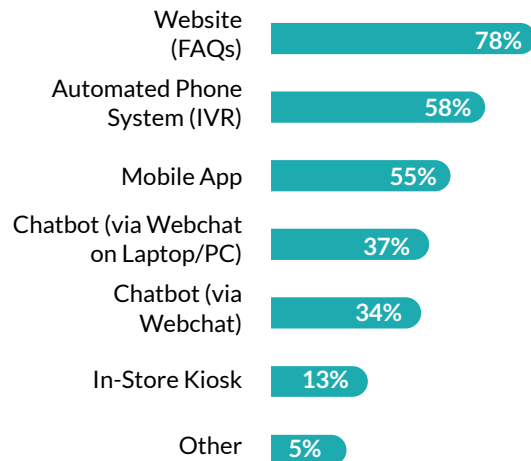 Website
(FAQs)
78%
Automated Phone
System (IVR)
58%
Mobile App
55%
Chatbot (via Webchat
on Laptop/PC)
37%
Chatbot (via
Webchat)
34%
In-Store Kiosk
13%
Other
5%